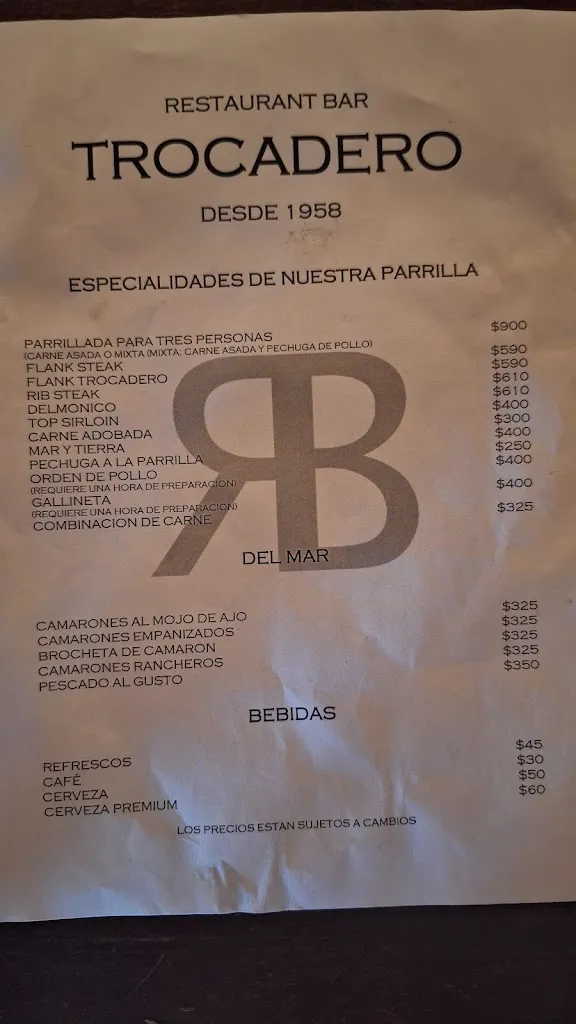 RESTAURANT BAR
TROCADERO
DESDE 1958
ESPECIALIDADES DE NUESTRA PARRILLA
PARRILLADA PARA TRES PERSONAS $900
(CARNE ASADA O MIXTA (MIXTA: CARNE ASADA Y PECHUGA DE POLLO)
FLANK STEAK $590
FLANK TROCADERO $590
RIB STEAK $610
DELMONICO $610
TOP SIRLOIN $400
CARNE ADOBADA $300
MAR Y TIERRA $400
PECHUGA A LA PARRILLA $250
ORDEN DE POLLO $400
(REQUIERE UNA HORA DE PREPARACION)
GALLINETA $400
(REQUIERE UNA HORA DE PREPARACION)
COMBINACION DE CARNE $325
RB
DEL MAR
CAMARONES AL MOJO DE AJO $325
CAMARONES EMPANIZADOS $325
BROCHETA DE CAMARON $325
CAMARONES RANCHEROS $325
PESCADO AL GUSTO $350
BEBIDAS
REFRESCOS $45
CAFÉ $30
CERVEZA $50
CERVEZA PREMIUM $60
LOS PRECIOS ESTAN SUJETOS A CAMBIOS